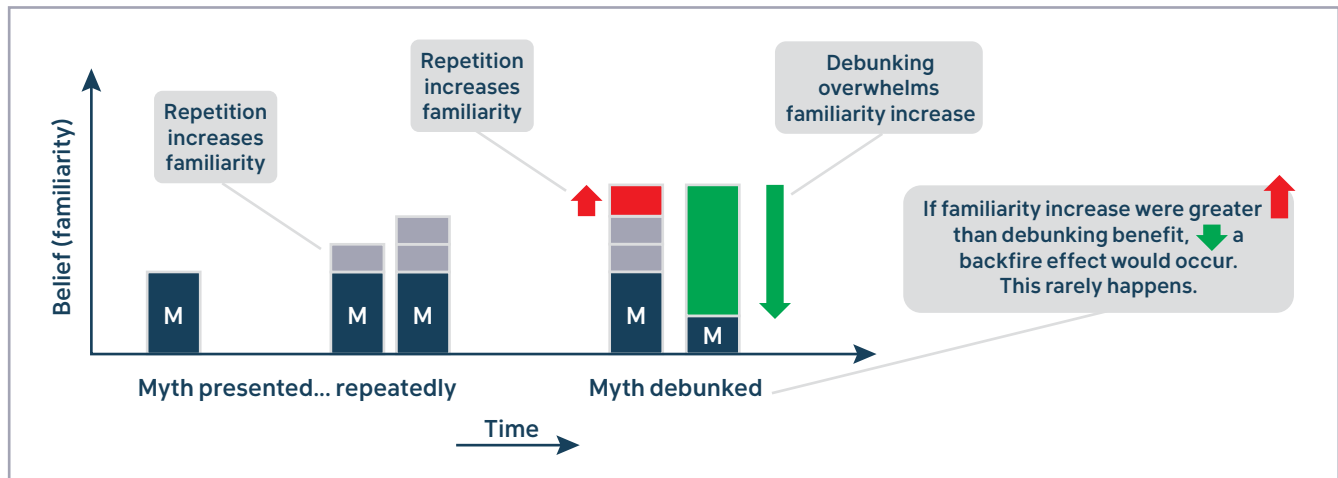 Repetition
increases
familiarity
Repetition
increases
familiarity
Debunking
overwhelms
familiarity increase
If familiarity increase were greater
than debunking benefit, a
backfire effect would occur.
This rarely happens.
Belief (familiarity)
M
M
M
M
M
Myth presented... repeatedly
Myth debunked
Time